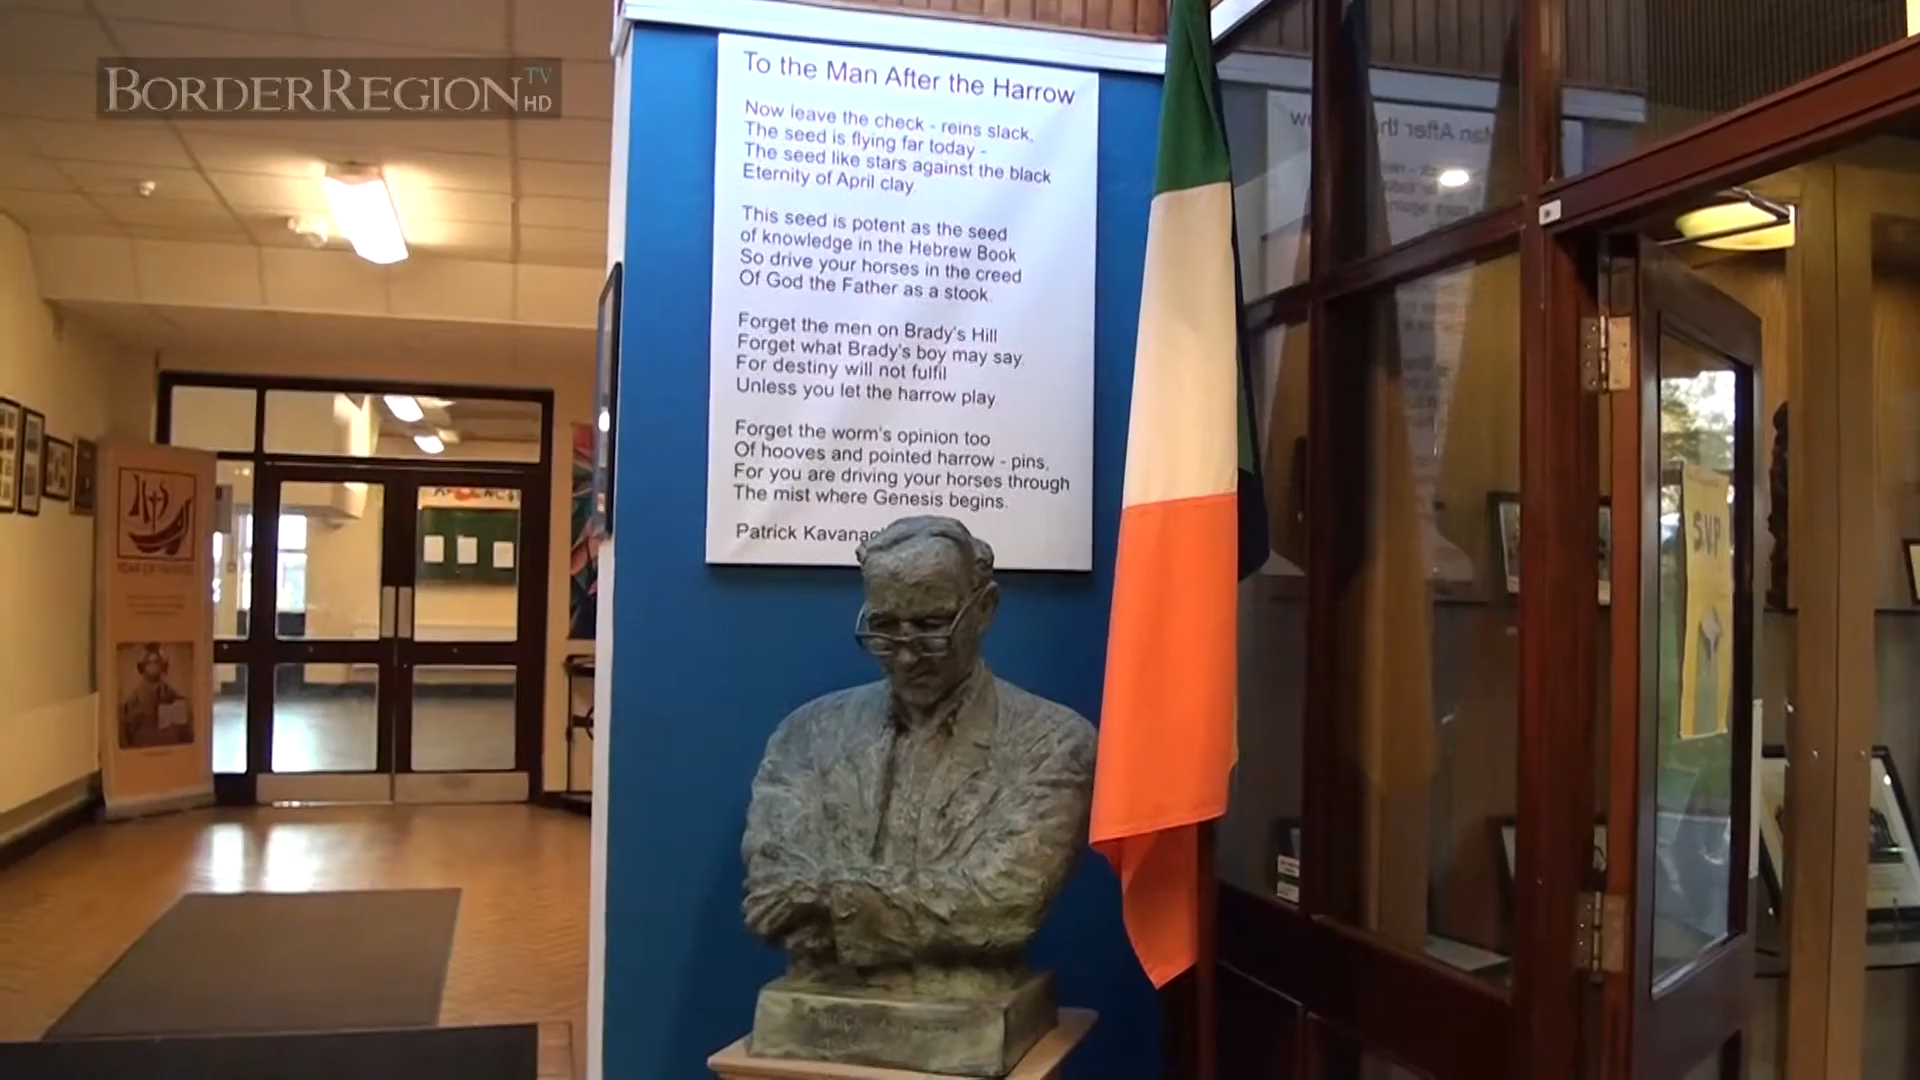 BORDERREGION TV HD
To the Man After the Harrow
Now leave the check - reins slack,
The seed is flying far today -
The seed like stars against the black
Eternity of April clay.
This seed is potent as the seed
of knowledge in the Hebrew Book
So drive your horses in the creed
Of God the Father as a stook.
Forget the men on Brady's Hill
Forget what Brady's boy may say.
For destiny will not fulfil
Unless you let the harrow play.
Forget the worm's opinion too
Of hooves and pointed harrow - pins,
For you are driving your horses through
The mist where Genesis begins.
Patrick Kavanag
SVP